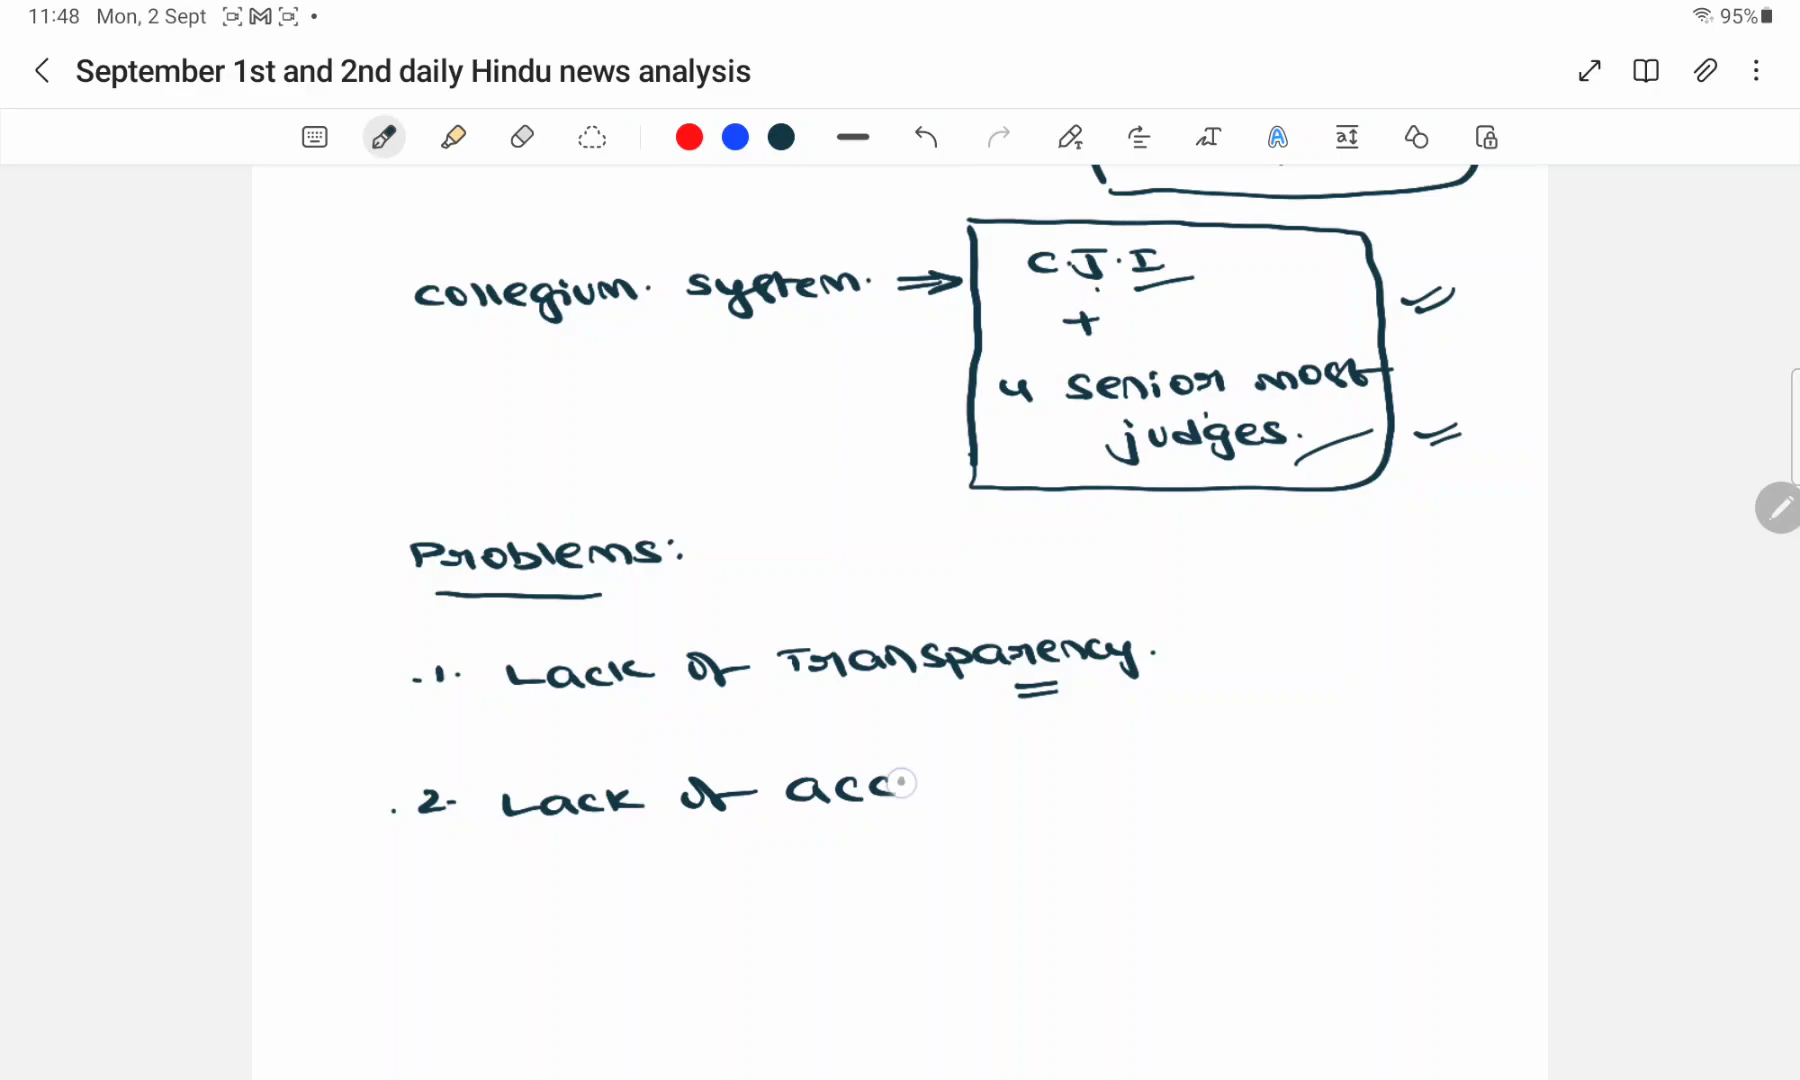 11:48 Mon, 2 Sept 95%
September 1st and 2nd daily Hindu news analysis
C.J.I
collegium. system. ⇒
+
4 senior most
judges.
Problems:
.1. Lack of Transparency.
.2- Lack of acc